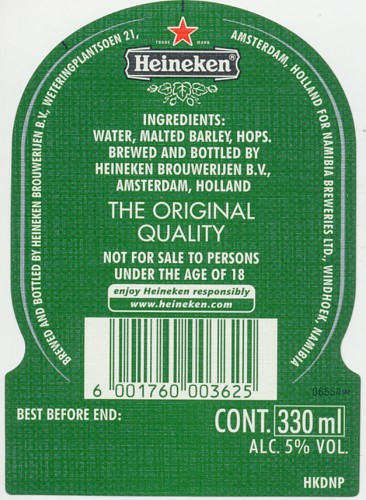 BREWED AND BOTTLED BY HEINEKEN BROUWERIJEN B.V., WETERINGPLANTSOEN 21,
AMSTERDAM, HOLLAND FOR NAMIBIA BREWERIES LTD., WINDHOEK, NAMIBIA
TRADE MARK
Heineken®
INGREDIENTS:
WATER, MALTED BARLEY, HOPS.
BREWED AND BOTTLED BY
HEINEKEN BROUWERIJEN B.V.,
AMSTERDAM, HOLLAND
THE ORIGINAL
QUALITY
NOT FOR SALE TO PERSONS
UNDER THE AGE OF 18
enjoy Heineken responsibly
www.heineken.com
6 001760 003625
BEST BEFORE END:
CONT. 330 ml
ALC. 5% VOL.
HKDNP